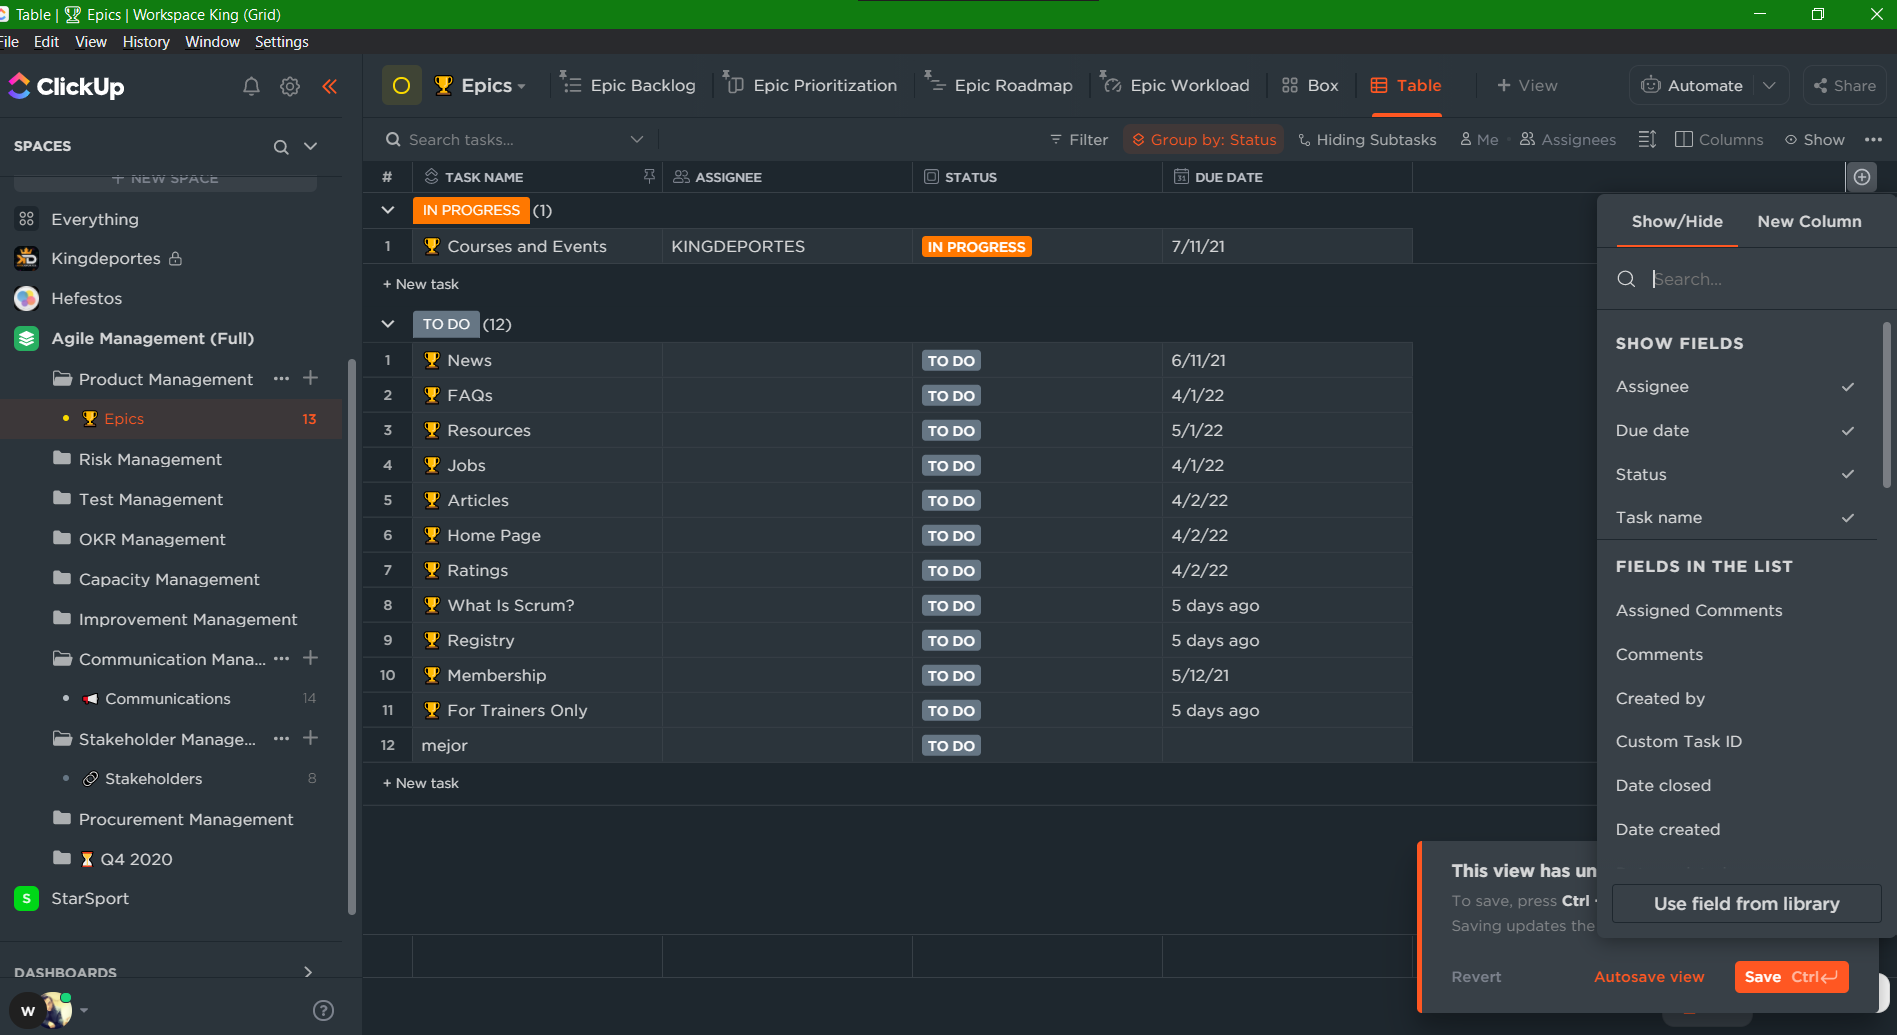 Table | 🏆 Epics | Workspace King (Grid)
File Edit View History Window Settings
ClickUp
SPACES
+ NEW SPACE
Everything
Kingdeportes
Hefestos
Agile Management (Full)
Product Management
Epics 13
Risk Management
Test Management
OKR Management
Capacity Management
Improvement Management
Communication Mana...
Communications 14
Stakeholder Manage...
Stakeholders 8
Procurement Management
Q4 2020
S StarSport
DASHBOARDS
W
Epics
Epic Backlog
Epic Prioritization
Epic Roadmap
Epic Workload
Box
Table
+ View
Automate
Share
Search tasks...
Filter
Group by: Status
Hiding Subtasks
Me
Assignees
Columns
Show
# TASK NAME ASSIGNEE STATUS DUE DATE
IN PROGRESS (1)
1 Courses and Events KINGDEPORTES IN PROGRESS 7/11/21
+ New task
TO DO (12)
1 News TO DO 6/11/21
2 FAQs TO DO 4/1/22
3 Resources TO DO 5/1/22
4 Jobs TO DO 4/1/22
5 Articles TO DO 4/2/22
6 Home Page TO DO 4/2/22
7 Ratings TO DO 4/2/22
8 What Is Scrum? TO DO 5 days ago
9 Registry TO DO 5 days ago
10 Membership TO DO 5/12/21
11 For Trainers Only TO DO 5 days ago
12 mejor TO DO
+ New task
Show/Hide New Column
Search...
SHOW FIELDS
Assignee
Due date
Status
Task name
FIELDS IN THE LIST
Assigned Comments
Comments
Created by
Custom Task ID
Date closed
Date created
Use field from library
This view has un
To save, press Ctrl
Saving updates the
Revert Autosave view Save Ctrl